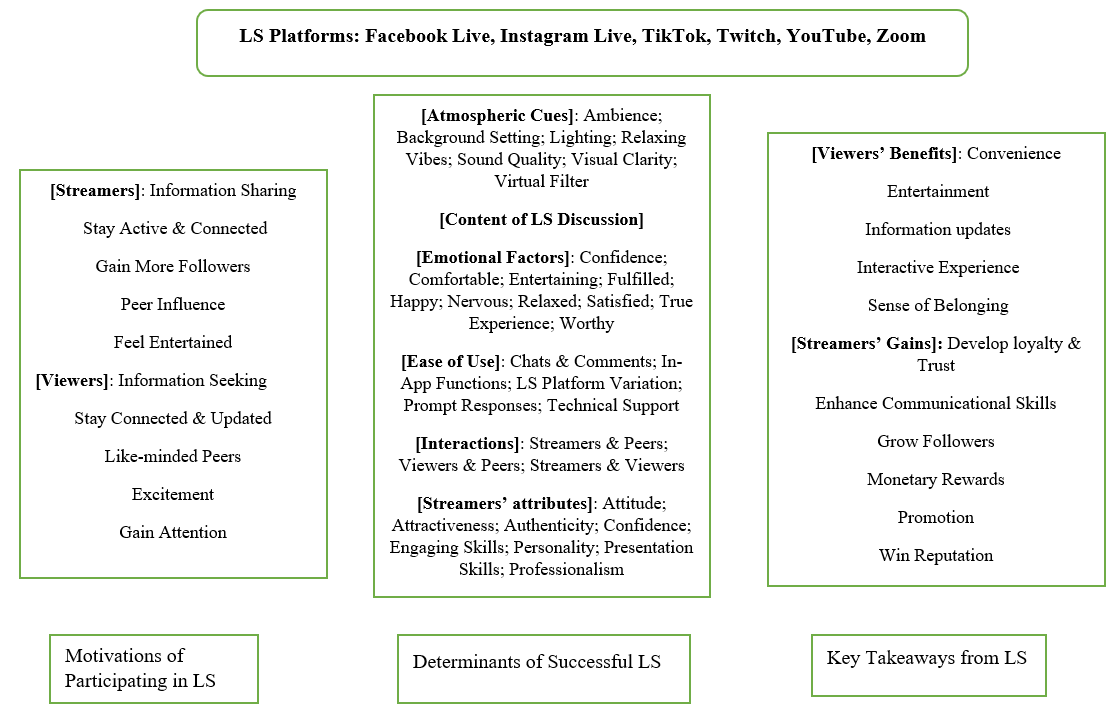 LS Platforms: Facebook Live, Instagram Live, TikTok, Twitch, YouTube, Zoom
[Streamers]: Information Sharing
Stay Active & Connected
Gain More Followers
Peer Influence
Feel Entertained
[Viewers]: Information Seeking
Stay Connected & Updated
Like-minded Peers
Excitement
Gain Attention
[Atmospheric Cues]: Ambience;
Background Setting; Lighting; Relaxing
Vibes; Sound Quality; Visual Clarity;
Virtual Filter
[Content of LS Discussion]
[Emotional Factors]: Confidence;
Comfortable; Entertaining; Fulfilled;
Happy; Nervous; Relaxed; Satisfied; True
Experience; Worthy
[Ease of Use]: Chats & Comments; In-
App Functions; LS Platform Variation;
Prompt Responses; Technical Support
[Interactions]: Streamers & Peers;
Viewers & Peers; Streamers & Viewers
[Streamers’ attributes]: Attitude;
Attractiveness; Authenticity; Confidence;
Engaging Skills; Personality; Presentation
Skills; Professionalism
[Viewers’ Benefits]: Convenience
Entertainment
Information updates
Interactive Experience
Sense of Belonging
[Streamers’ Gains]: Develop loyalty &
Trust
Enhance Communicational Skills
Grow Followers
Monetary Rewards
Promotion
Win Reputation
Motivations of
Participating in LS
Determinants of Successful LS
Key Takeaways from LS